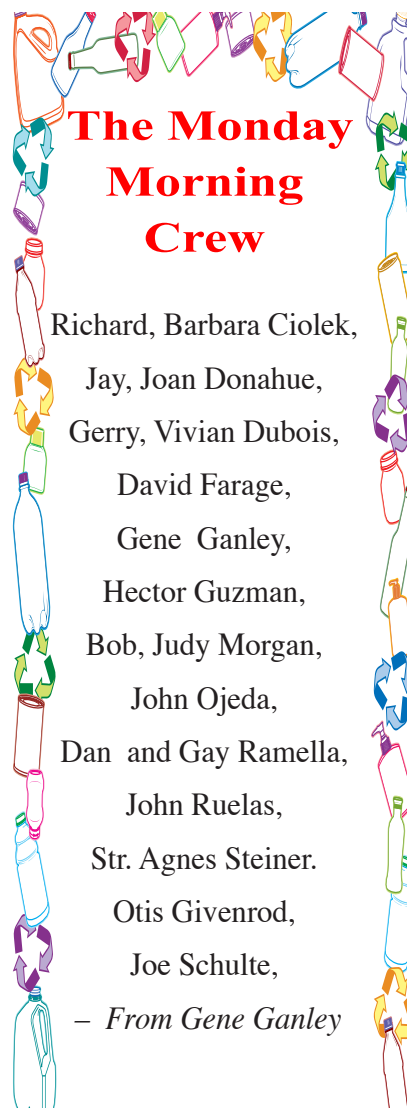 The Monday
Morning
Crew
Richard, Barbara Ciolek,
Jay, Joan Donahue,
Gerry, Vivian Dubois,
David Farage,
Gene Ganley,
Hector Guzman,
Bob, Judy Morgan,
John Ojeda,
Dan and Gay Ramella,
John Ruelas,
Str. Agnes Steiner.
Otis Givenrod,
Joe Schulte,
– From Gene Ganley